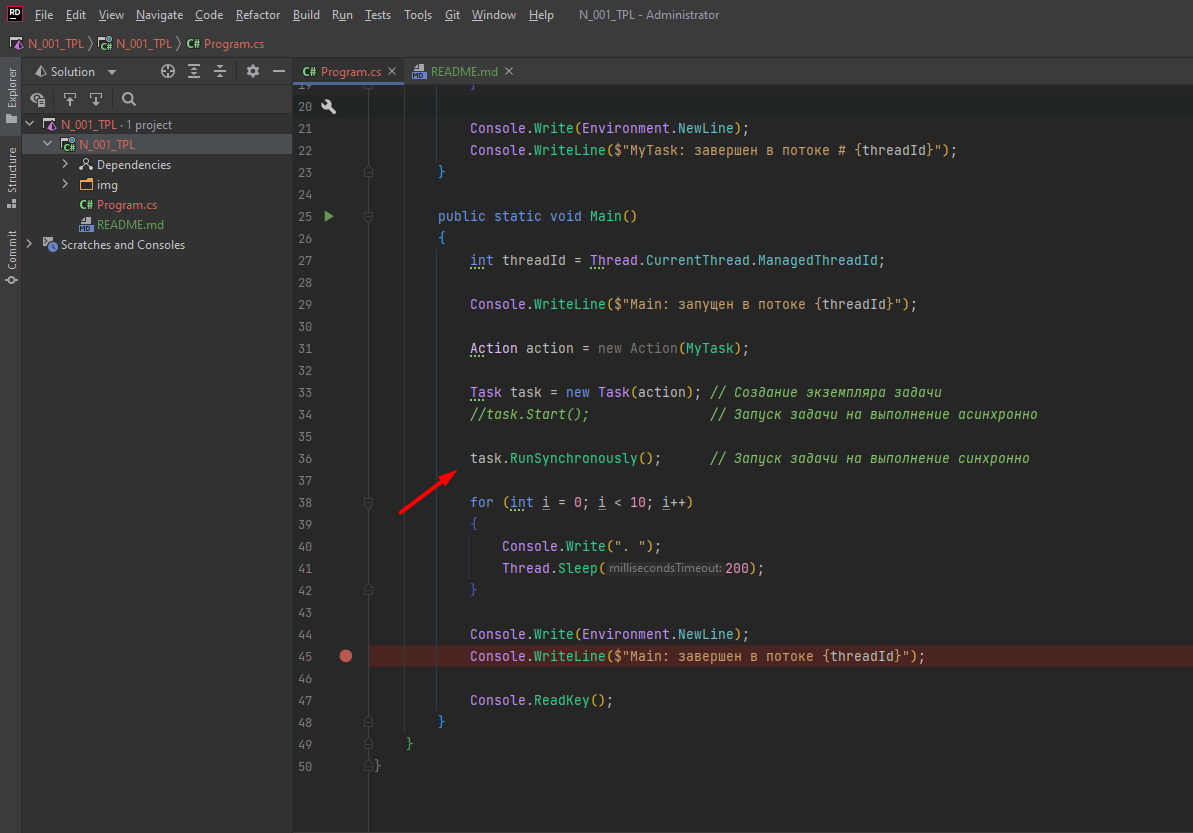 RD File Edit View Navigate Code Refactor Build Run Tests Tools Git Window Help N_001_TPL - Administrator
N_001_TPL N_001_TPL C# Program.cs
Explorer
Structure
Commit
Solution
N_001_TPL · 1 project
N_001_TPL
Dependencies
img
C# Program.cs
MD README.md
Scratches and Consoles
C# Program.cs MD README.md
19 }
20
21 Console.Write(Environment.NewLine);
22 Console.WriteLine($"MyTask: завершен в потоке # {threadId}");
23 }
24
25 public static void Main()
26 {
27 int threadId = Thread.CurrentThread.ManagedThreadId;
28
29 Console.WriteLine($"Main: запущен в потоке {threadId}");
30
31 Action action = new Action(MyTask);
32
33 Task task = new Task(action); // Создание экземпляра задачи
34 //task.Start(); // Запуск задачи на выполнение асинхронно
35
36 task.RunSynchronously(); // Запуск задачи на выполнение синхронно
37
38 for (int i = 0; i < 10; i++)
39 {
40 Console.Write(". ");
41 Thread.Sleep( millisecondsTimeout: 200);
42 }
43
44 Console.Write(Environment.NewLine);
45 Console.WriteLine($"Main: завершен в потоке {threadId}");
46
47 Console.ReadKey();
48 }
49 }
50 }